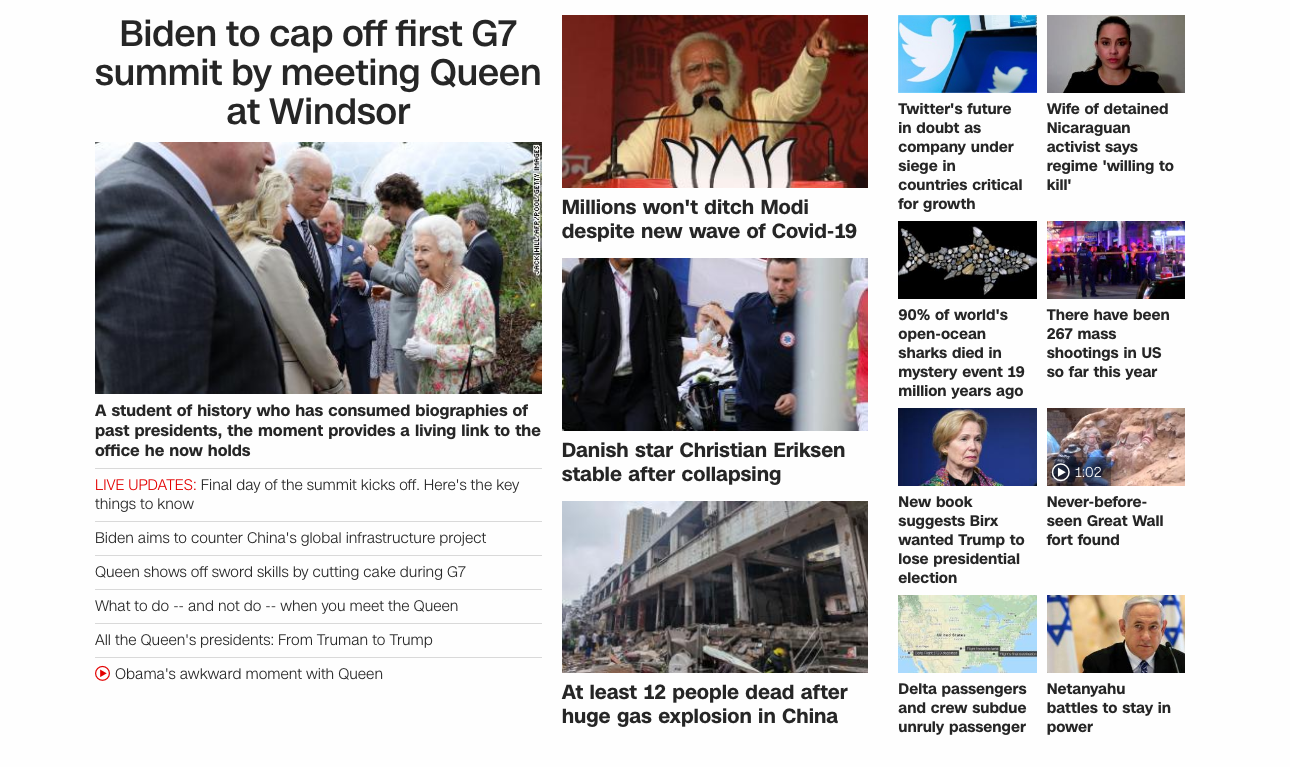 Biden to cap off first G7
summit by meeting Queen
at Windsor
JACK HILL/AFP/POOL/GETTY IMAGES
A student of history who has consumed biographies of
past presidents, the moment provides a living link to the
office he now holds
LIVE UPDATES: Final day of the summit kicks off. Here's the key
things to know
Biden aims to counter China's global infrastructure project
Queen shows off sword skills by cutting cake during G7
What to do -- and not do -- when you meet the Queen
All the Queen's presidents: From Truman to Trump
Obama's awkward moment with Queen
Millions won't ditch Modi
despite new wave of Covid-19
Danish star Christian Eriksen
stable after collapsing
At least 12 people dead after
huge gas explosion in China
Twitter's future
in doubt as
company under
siege in
countries critical
for growth
Wife of detained
Nicaraguan
activist says
regime 'willing to
kill'
90% of world's
open-ocean
sharks died in
mystery event 19
million years ago
There have been
267 mass
shootings in US
so far this year
New book
suggests Birx
wanted Trump to
lose presidential
election
1:02
Never-before-
seen Great Wall
fort found
United States
Delta passengers
and crew subdue
unruly passenger
Netanyahu
battles to stay in
power